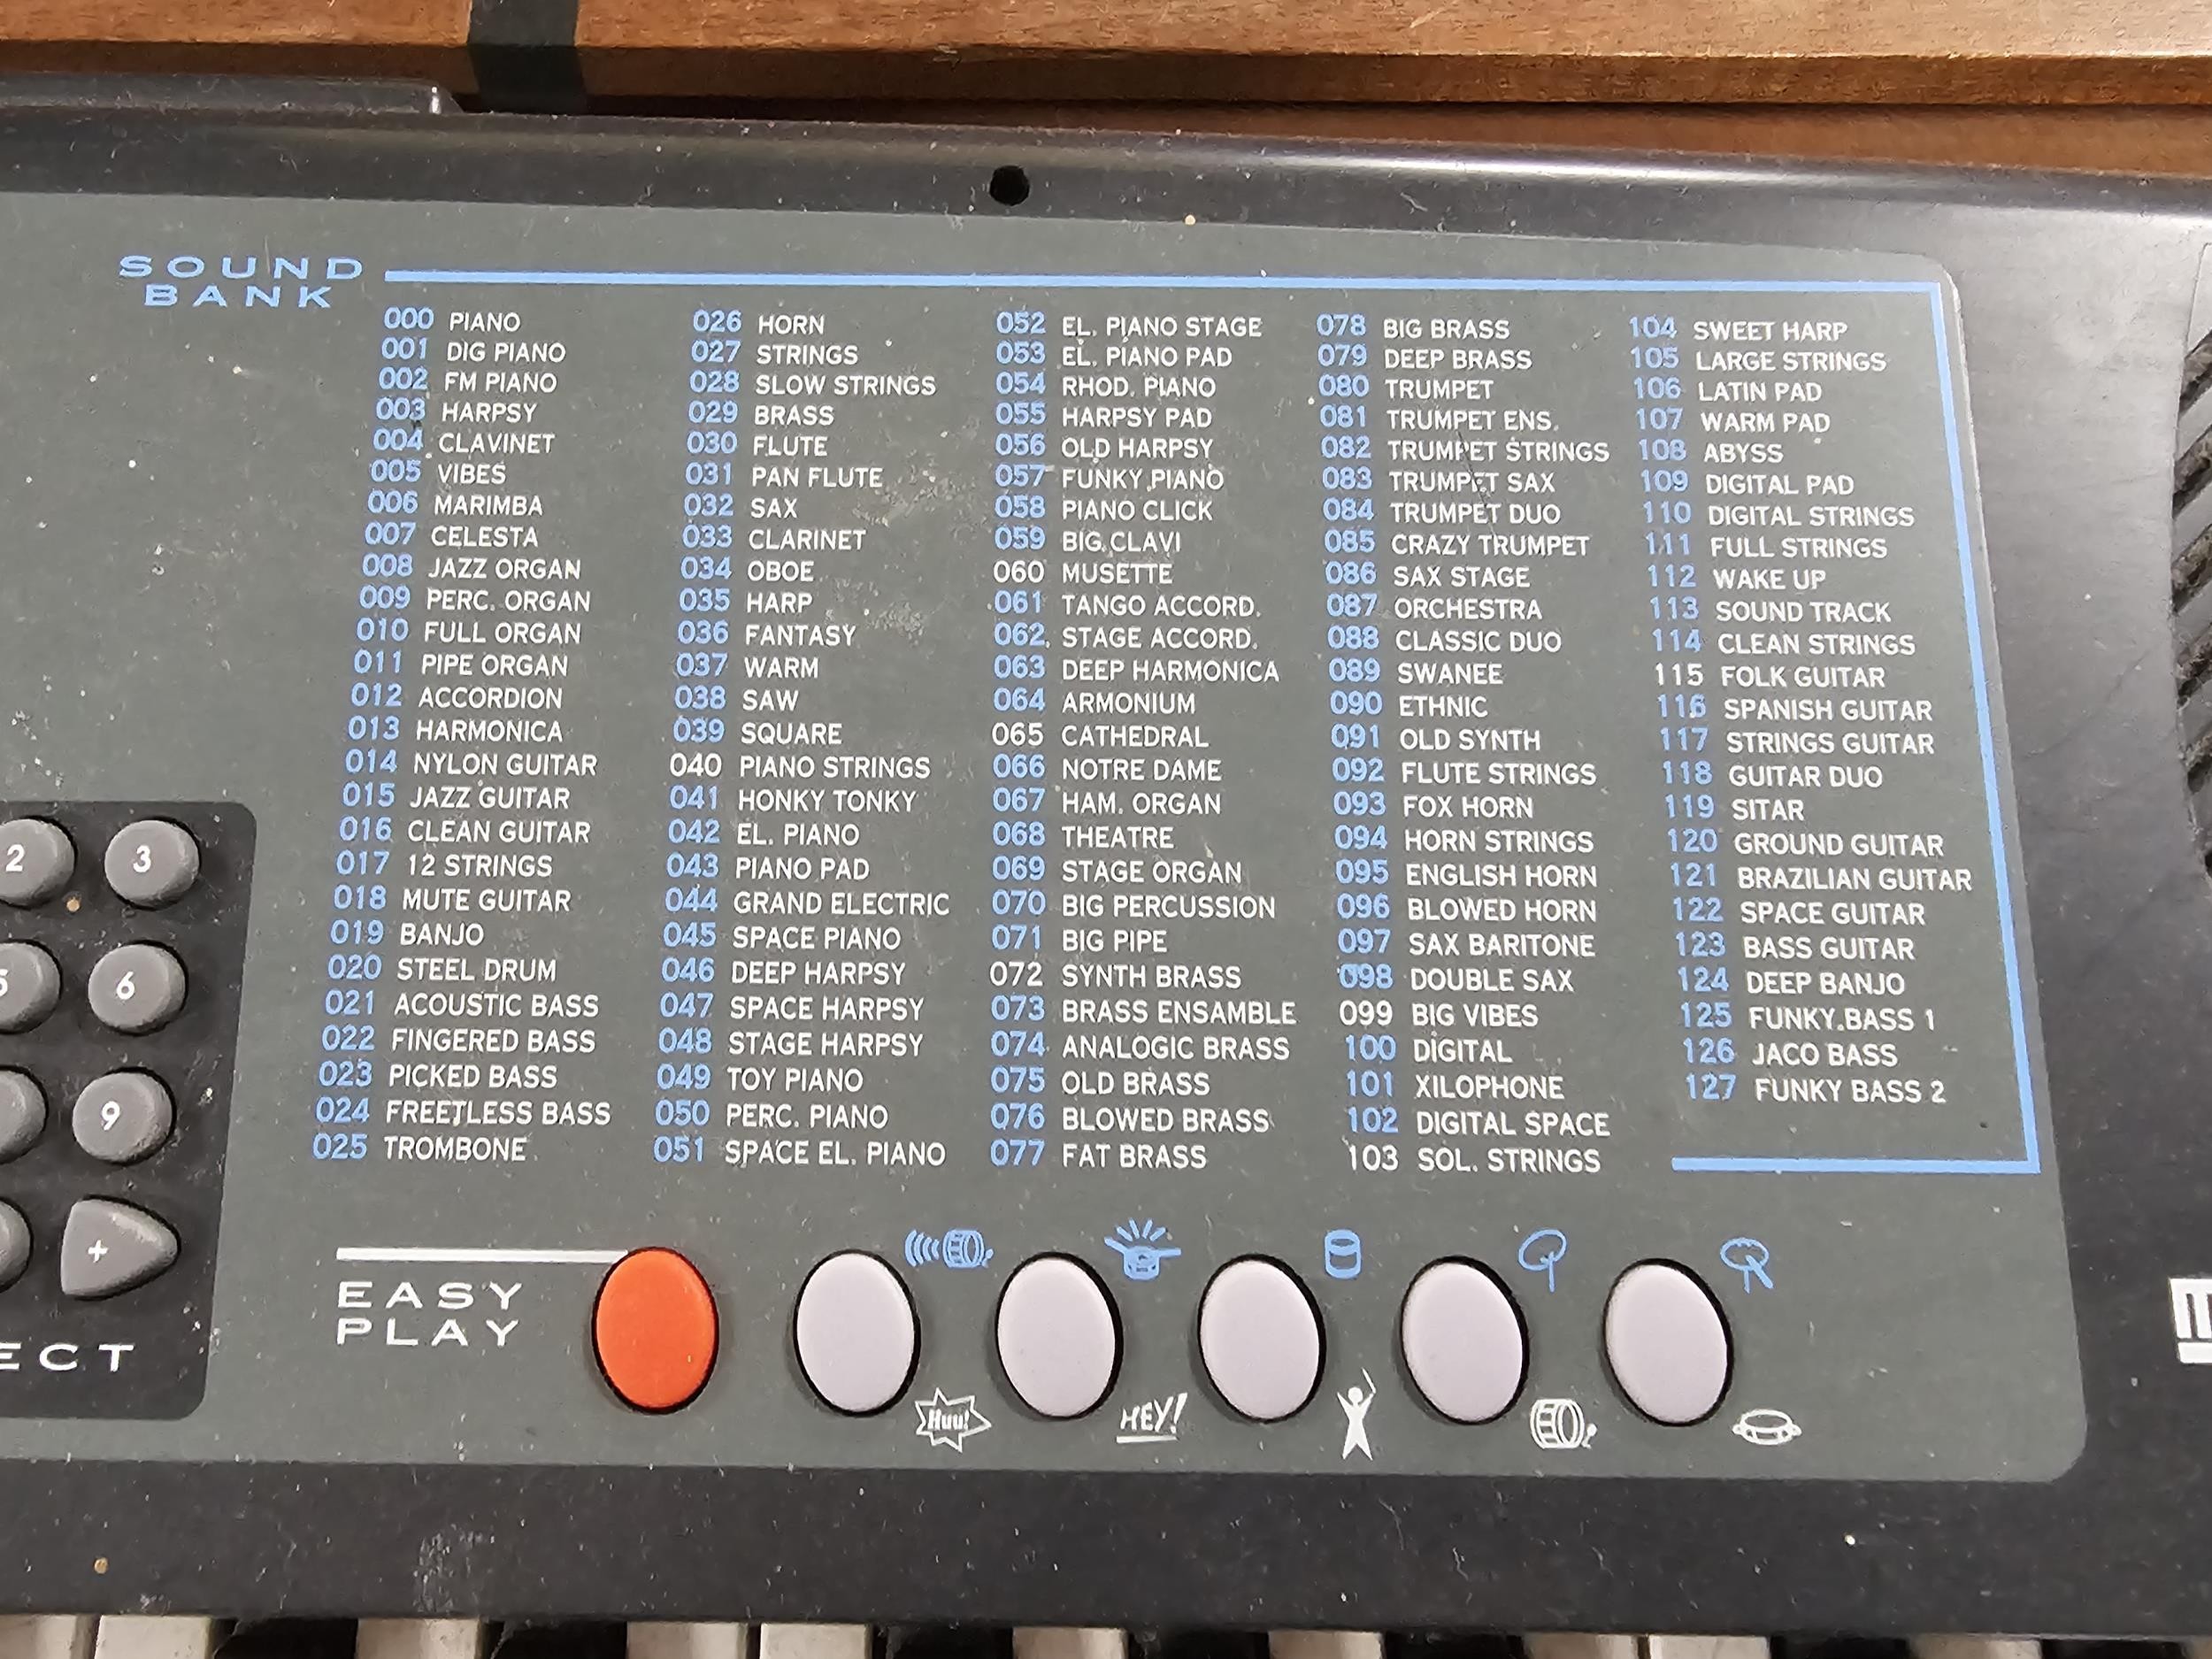 SOUND
BANK
000 PIANO
001 DIG PIANO
002 FM PIANO
003 HARPSY
004 CLAVINET
005 VIBES
006 MARIMBA
007 CELESTA
008 JAZZ ORGAN
009 PERC. ORGAN
010 FULL ORGAN
011 PIPE ORGAN
012 ACCORDION
013 HARMONICA
014 NYLON GUITAR
015 JAZZ GUITAR
016 CLEAN GUITAR
017 12 STRINGS
018 MUTE GUITAR
019 BANJO
020 STEEL DRUM
021 ACOUSTIC BASS
022 FINGERED BASS
023 PICKED BASS
024 FREETLESS BASS
025 TROMBONE
026 HORN
027 STRINGS
028 SLOW STRINGS
029 BRASS
030 FLUTE
031 PAN FLUTE
032 SAX
033 CLARINET
034 OBOE
035 HARP
036 FANTASY
037 WARM
038 SAW
039 SQUARE
040 PIANO STRINGS
041 HONKY TONKY
042 EL. PIANO
043 PIANO PAD
044 GRAND ELECTRIC
045 SPACE PIANO
046 DEEP HARPSY
047 SPACE HARPSY
048 STAGE HARPSY
049 TOY PIANO
050 PERC. PIANO
051 SPACE EL. PIANO
052 EL. PIANO STAGE
053 EL. PIANO PAD
054 RHOD. PIANO
055 HARPSY PAD
056 OLD HARPSY
057 FUNKY PIANO
058 PIANO CLICK
059 BIG CLAVI
060 MUSETTE
061 TANGO ACCORD.
062 STAGE ACCORD.
063 DEEP HARMONICA
064 ARMONIUM
065 CATHEDRAL
066 NOTRE DAME
067 HAM. ORGAN
068 THEATRE
069 STAGE ORGAN
070 BIG PERCUSSION
071 BIG PIPE
072 SYNTH BRASS
073 BRASS ENSAMBLE
074 ANALOGIC BRASS
075 OLD BRASS
076 BLOWED BRASS
077 FAT BRASS
078 BIG BRASS
079 DEEP BRASS
080 TRUMPET
081 TRUMPET ENS.
082 TRUMPET STRINGS
083 TRUMPET SAX
084 TRUMPET DUO
085 CRAZY TRUMPET
086 SAX STAGE
087 ORCHESTRA
088 CLASSIC DUO
089 SWANEE
090 ETHNIC
091 OLD SYNTH
092 FLUTE STRINGS
093 FOX HORN
094 HORN STRINGS
095 ENGLISH HORN
096 BLOWED HORN
097 SAX BARITONE
098 DOUBLE SAX
099 BIG VIBES
100 DIGITAL
101 XILOPHONE
102 DIGITAL SPACE
103 SOL. STRINGS
104 SWEET HARP
105 LARGE STRINGS
106 LATIN PAD
107 WARM PAD
108 ABYSS
109 DIGITAL PAD
110 DIGITAL STRINGS
111 FULL STRINGS
112 WAKE UP
113 SOUND TRACK
114 CLEAN STRINGS
115 FOLK GUITAR
116 SPANISH GUITAR
117 STRINGS GUITAR
118 GUITAR DUO
119 SITAR
120 GROUND GUITAR
121 BRAZILIAN GUITAR
122 SPACE GUITAR
123 BASS GUITAR
124 DEEP BANJO
125 FUNKY BASS 1
126 JACO BASS
127 FUNKY BASS 2
2 3
5 6
9
+
ECT
EASY
PLAY
Huu!
HEY!